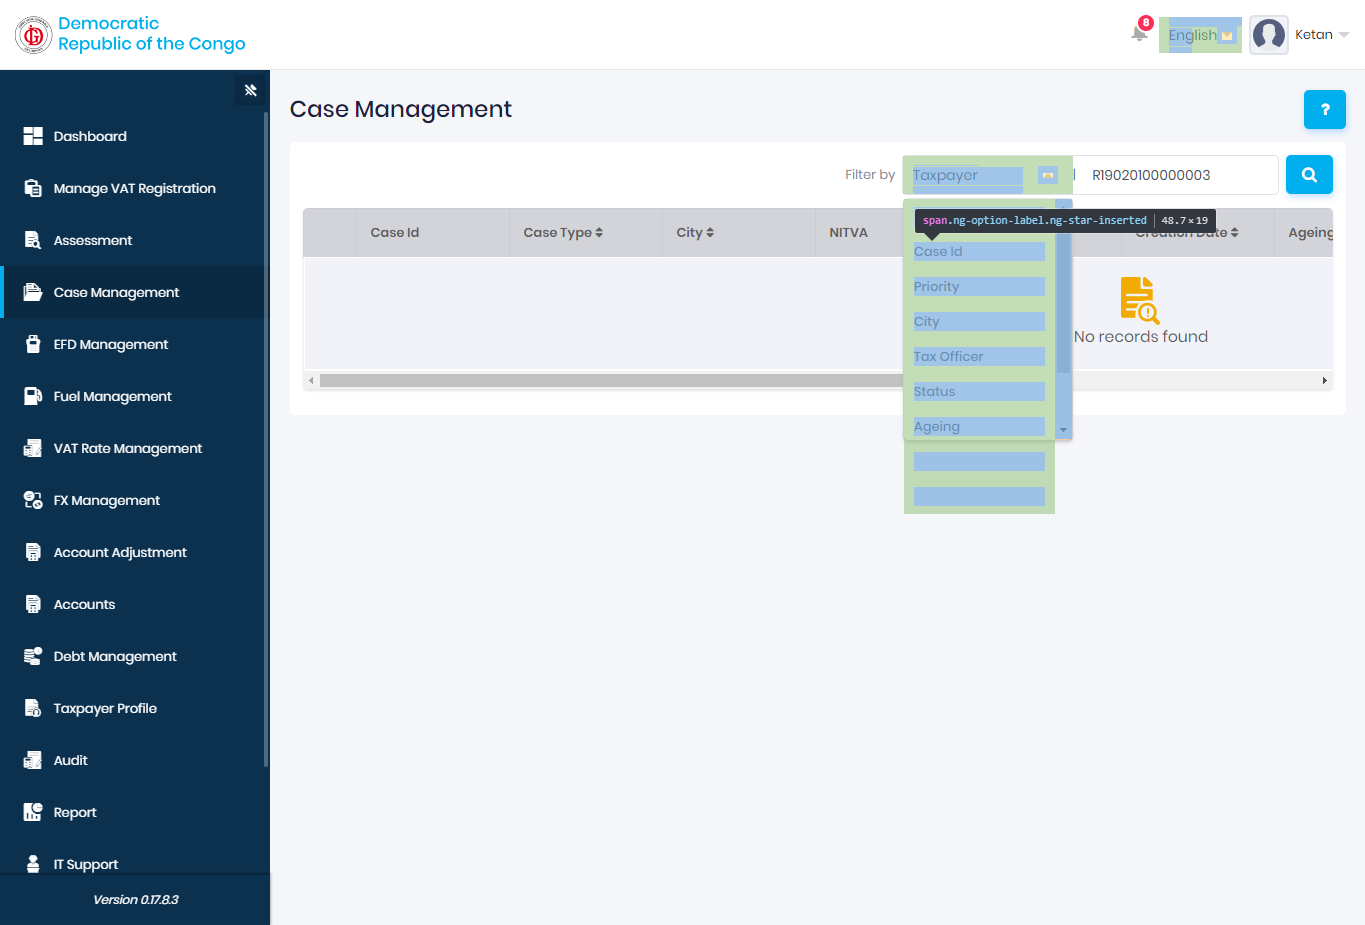 Democratic
Republic of the Congo
8
English
Ketan
Case Management
?
Dashboard
Manage VAT Registration
Assessment
Case Management
EFD Management
Fuel Management
VAT Rate Management
FX Management
Account Adjustment
Accounts
Debt Management
Taxpayer Profile
Audit
Report
IT Support
Version 0.17.8.3
Filter by
Taxpayer
R19020100000003
span.ng-option-label.ng-star-inserted | 48.7 × 19
Case Id
Case Type
City
NITVA
Creation Date
Ageing
Case Id
Priority
City
Tax Officer
Status
Ageing
No records found